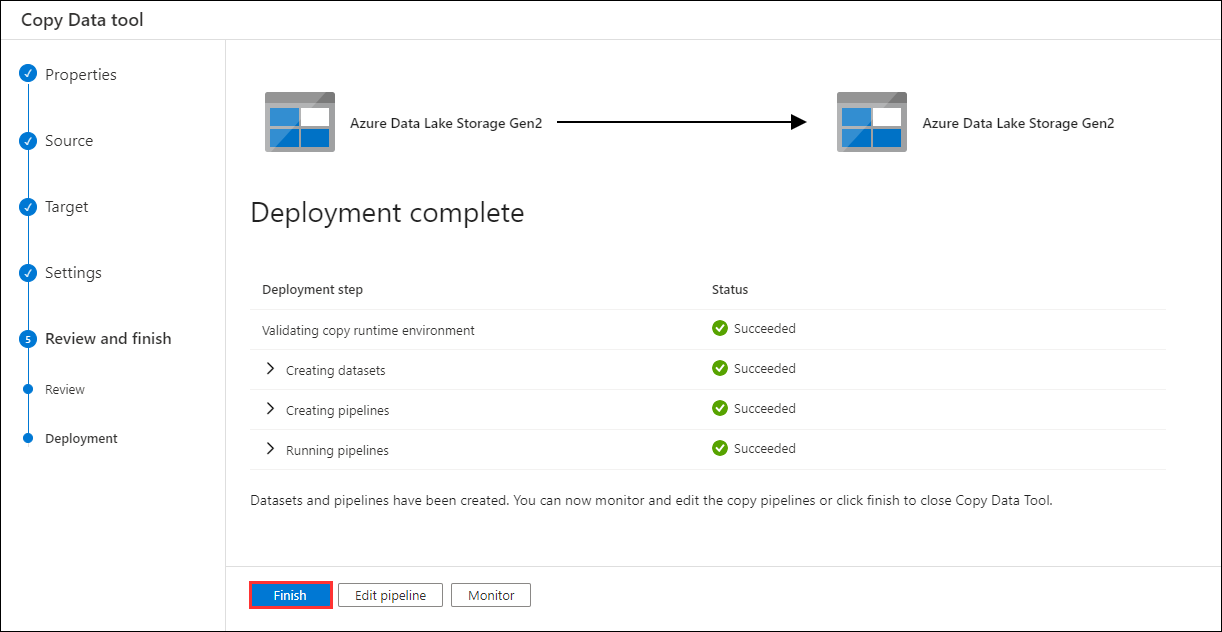 Copy Data tool
Properties
Source
Target
Settings
5 Review and finish
Review
Deployment
Azure Data Lake Storage Gen2
Azure Data Lake Storage Gen2
Deployment complete
Deployment step Status
Validating copy runtime environment Succeeded
Creating datasets Succeeded
Creating pipelines Succeeded
Running pipelines Succeeded
Datasets and pipelines have been created. You can now monitor and edit the copy pipelines or click finish to close Copy Data Tool.
Finish Edit pipeline Monitor